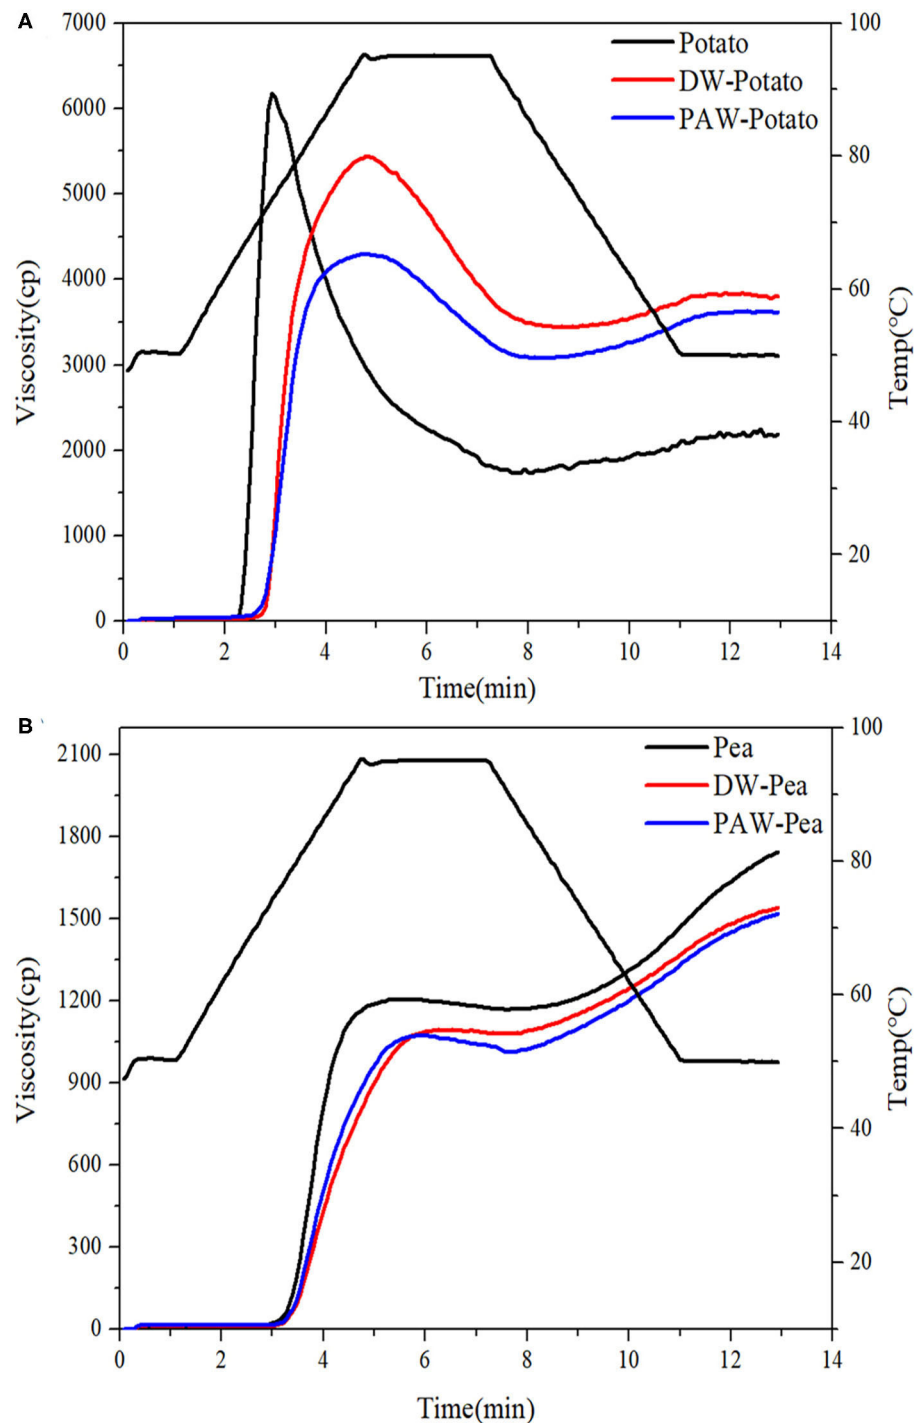 A
7000
6000
5000
4000
3000
2000
1000
0
Viscosity(cp)
100
80
60
40
20
Temp(°C)
Potato
DW-Potato
PAW-Potato
0 2 4 6 8 10 12 14
Time(min)
B
2100
1800
1500
1200
900
600
300
0
Viscosity(cp)
100
80
60
40
20
Temp(°C)
Pea
DW-Pea
PAW-Pea
0 2 4 6 8 10 12 14
Time(min)